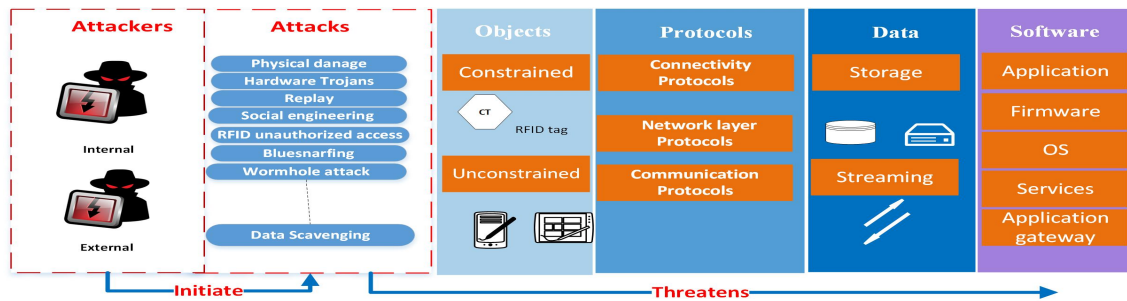 Attackers
Internal
External
Attacks
Physical danage
Hardware Trojans
Replay
Social engineering
RFID unauthorized access
Bluesnarfing
Wormhole attack
Data Scavenging
Objects
Constrained
CT
RFID tag
Unconstrained
Protocols
Connectivity
Protocols
Network layer
Protocols
Communication
Protocols
Data
Storage
Streaming
Software
Application
Firmware
OS
Services
Application
gateway
Initiate
Threatens